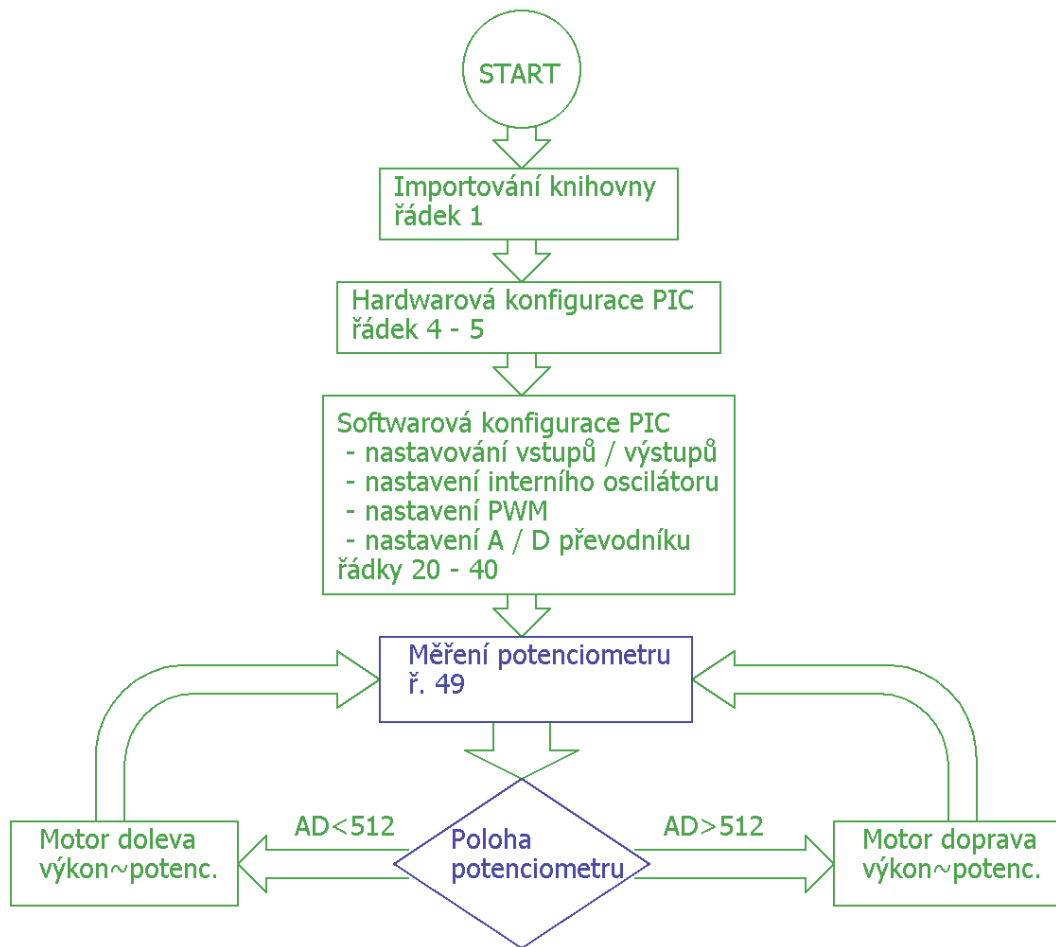 START
Importování knihovny
řádek 1
Hardwarová konfigurace PIC
řádek 4 - 5
Softwarová konfigurace PIC
- nastavování vstupů / výstupů
- nastavení interního oscilátoru
- nastavení PWM
- nastavení A / D převodníku
řádky 20 - 40
Měření potenciometru
ř. 49
AD<512
AD>512
Motor doleva
výkon~potenc.
Poloha
potenciometru
Motor doprava
výkon~potenc.